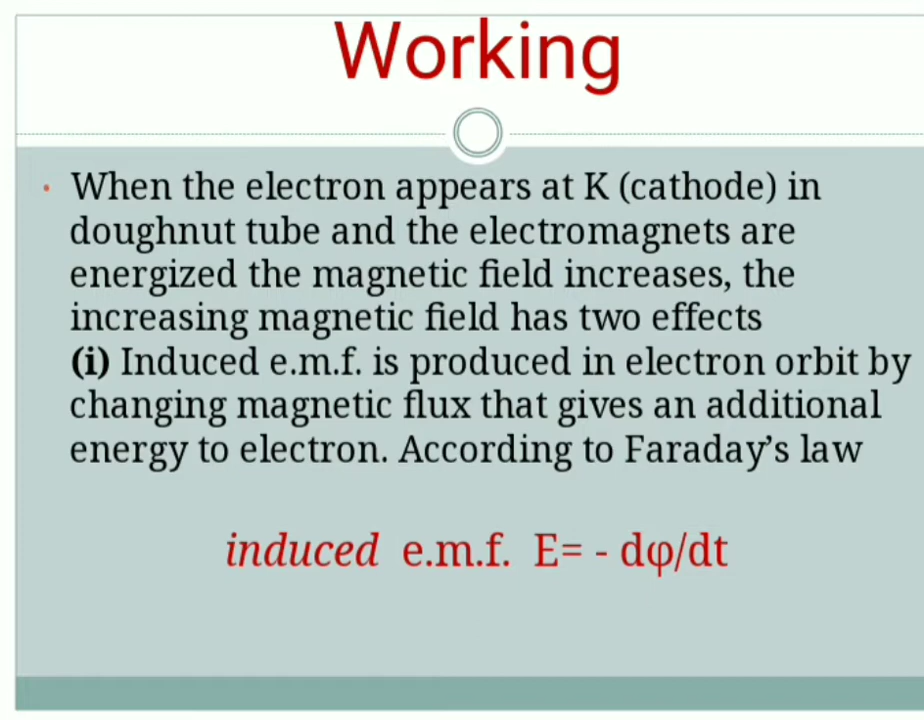 Working
• When the electron appears at K (cathode) in
doughnut tube and the electromagnets are
energized the magnetic field increases, the
increasing magnetic field has two effects
(i) Induced e.m.f. is produced in electron orbit by
changing magnetic flux that gives an additional
energy to electron. According to Faraday’s law
induced e.m.f. E= - dφ/dt